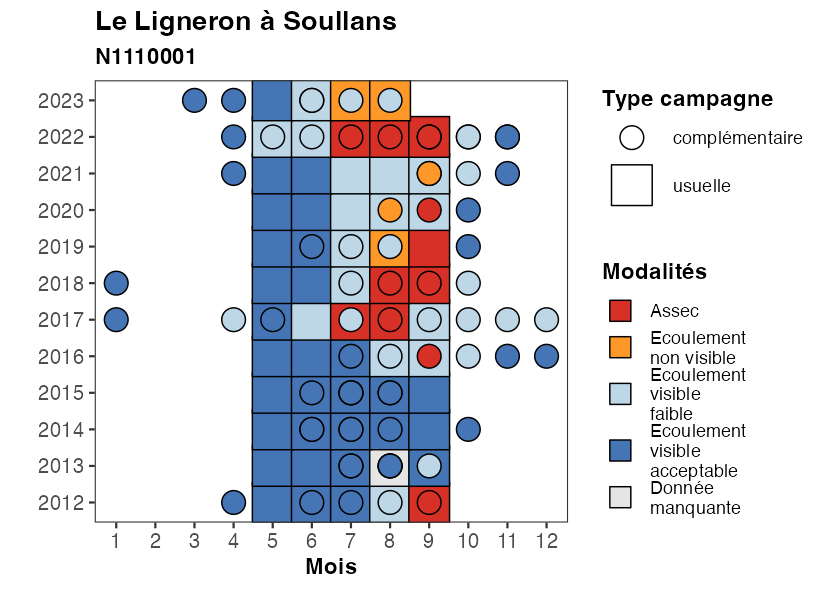 Le Ligneron à Soullans
N1110001
2023
2022
2021
2020
2019
2018
2017
2016
2015
2014
2013
2012
1 2 3 4 5 6 7 8 9 10 11 12
Mois
Type campagne
complémentaire
usuelle
Modalités
Assec
Ecoulement
non visible
Ecoulement
visible
faible
Ecoulement
visible
acceptable
Donnée
manquante